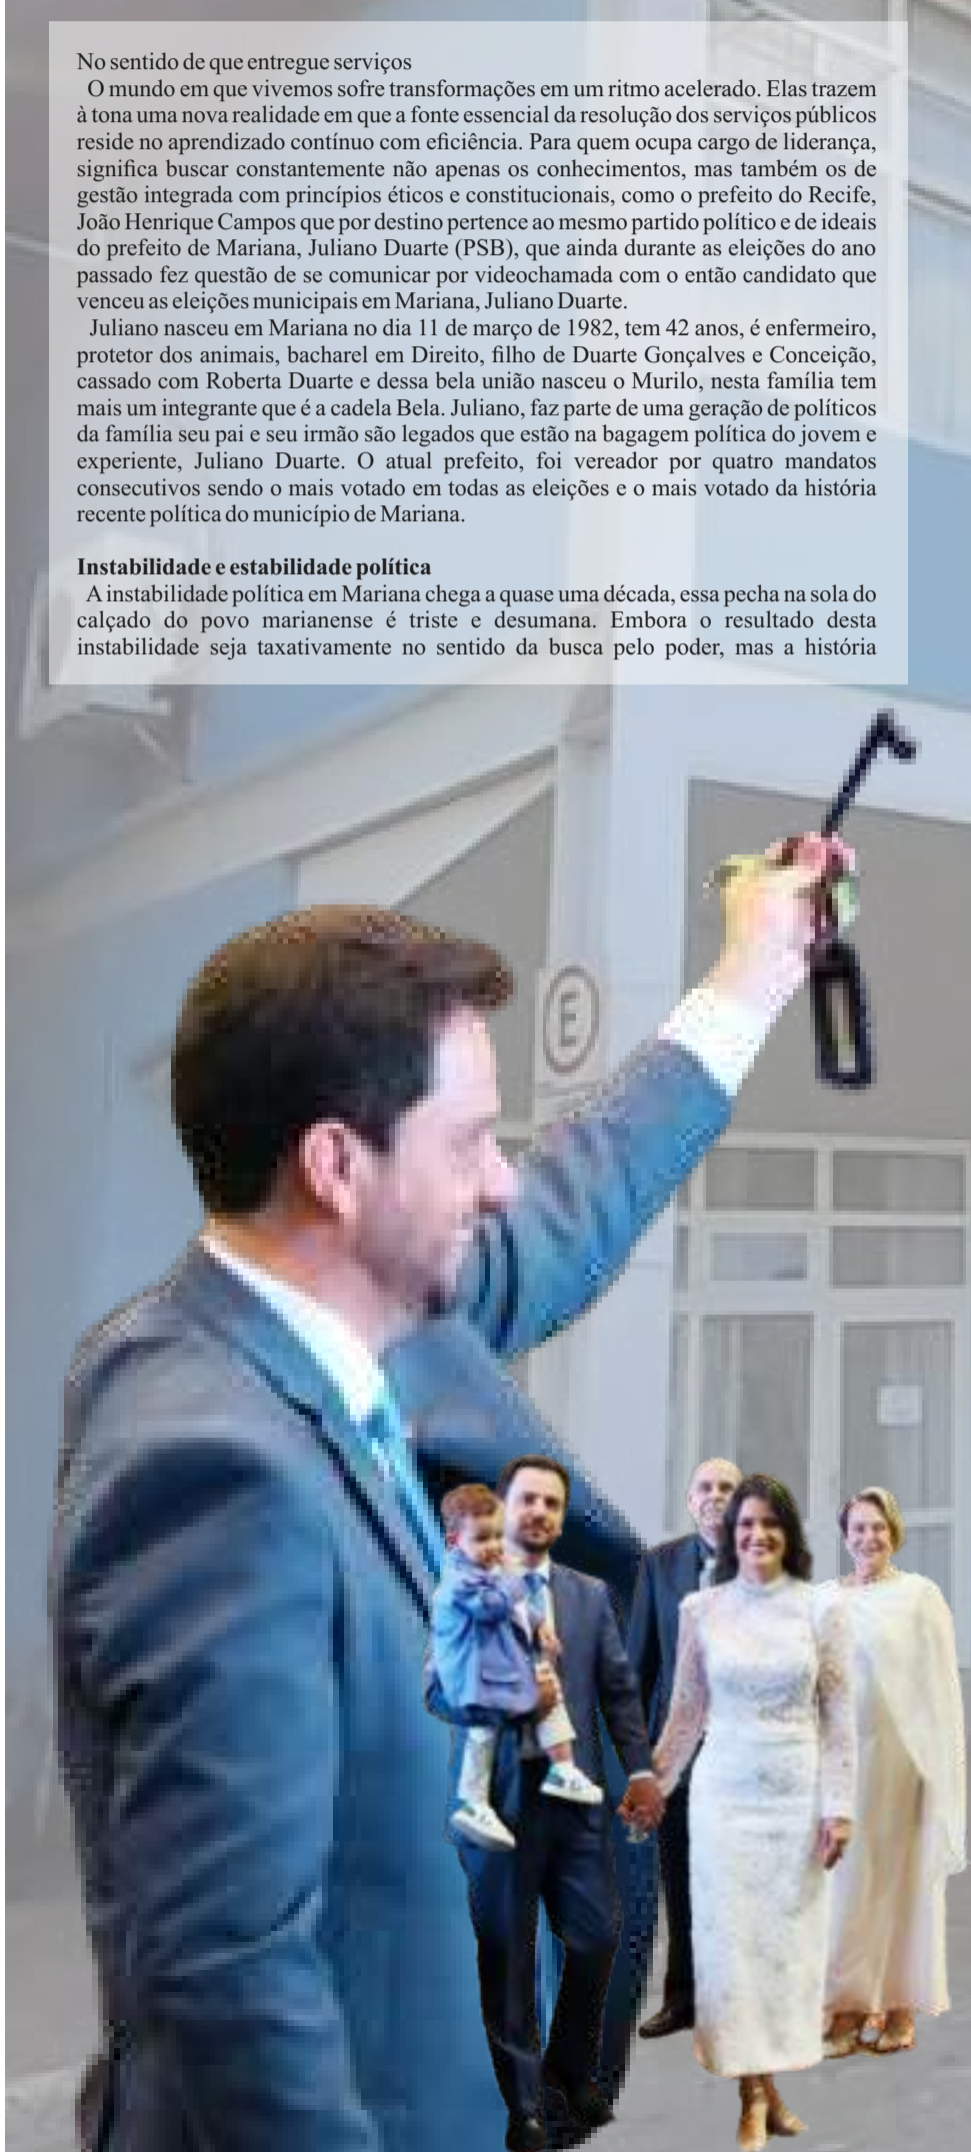 No sentido de que entregue serviços
O mundo em que vivemos sofre transformações em um ritmo acelerado. Elas trazem
à tona uma nova realidade em que a fonte essencial da resolução dos serviços públicos
reside no aprendizado contínuo com eficiência. Para quem ocupa cargo de liderança,
significa buscar constantemente não apenas os conhecimentos, mas também os de
gestão integrada com princípios éticos e constitucionais, como o prefeito do Recife,
João Henrique Campos que por destino pertence ao mesmo partido político e de ideais
do prefeito de Mariana, Juliano Duarte (PSB), que ainda durante as eleições do ano
passado fez questão de se comunicar por videochamada com o então candidato que
venceu as eleições municipais em Mariana, Juliano Duarte.
Juliano nasceu em Mariana no dia 11 de março de 1982, tem 42 anos, é enfermeiro,
protetor dos animais, bacharel em Direito, filho de Duarte Gonçalves e Conceição,
cassado com Roberta Duarte e dessa bela união nasceu o Murilo, nesta família tem
mais um integrante que é a cadela Bela. Juliano, faz parte de uma geração de políticos
da família seu pai e seu irmão são legados que estão na bagagem política do jovem e
experiente, Juliano Duarte. O atual prefeito, foi vereador por quatro mandatos
consecutivos sendo o mais votado em todas as eleições e o mais votado da história
recente política do município de Mariana.
Instabilidade e estabilidade política
A instabilidade política em Mariana chega a quase uma década, essa pecha na sola do
calçado do povo marianense é triste e desumana. Embora o resultado desta
instabilidade seja taxativamente no sentido da busca pelo poder, mas a história
E